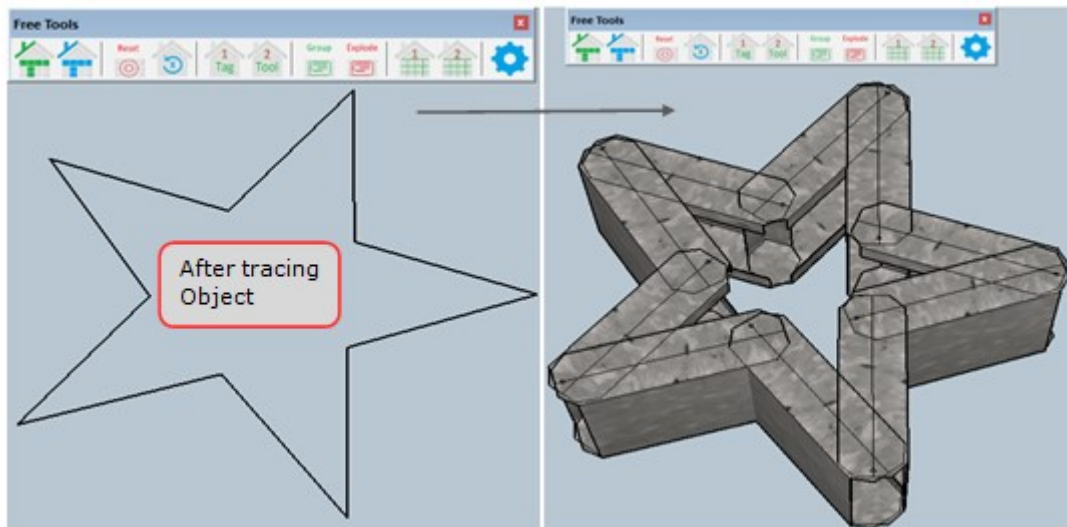 Free Tools
x
Reset
1
Tag
2
Tool
Group
Explode
1
2
After tracing
Object
Free Tools
x
Reset
1
Tag
2
Tool
Group
Explode
1
2